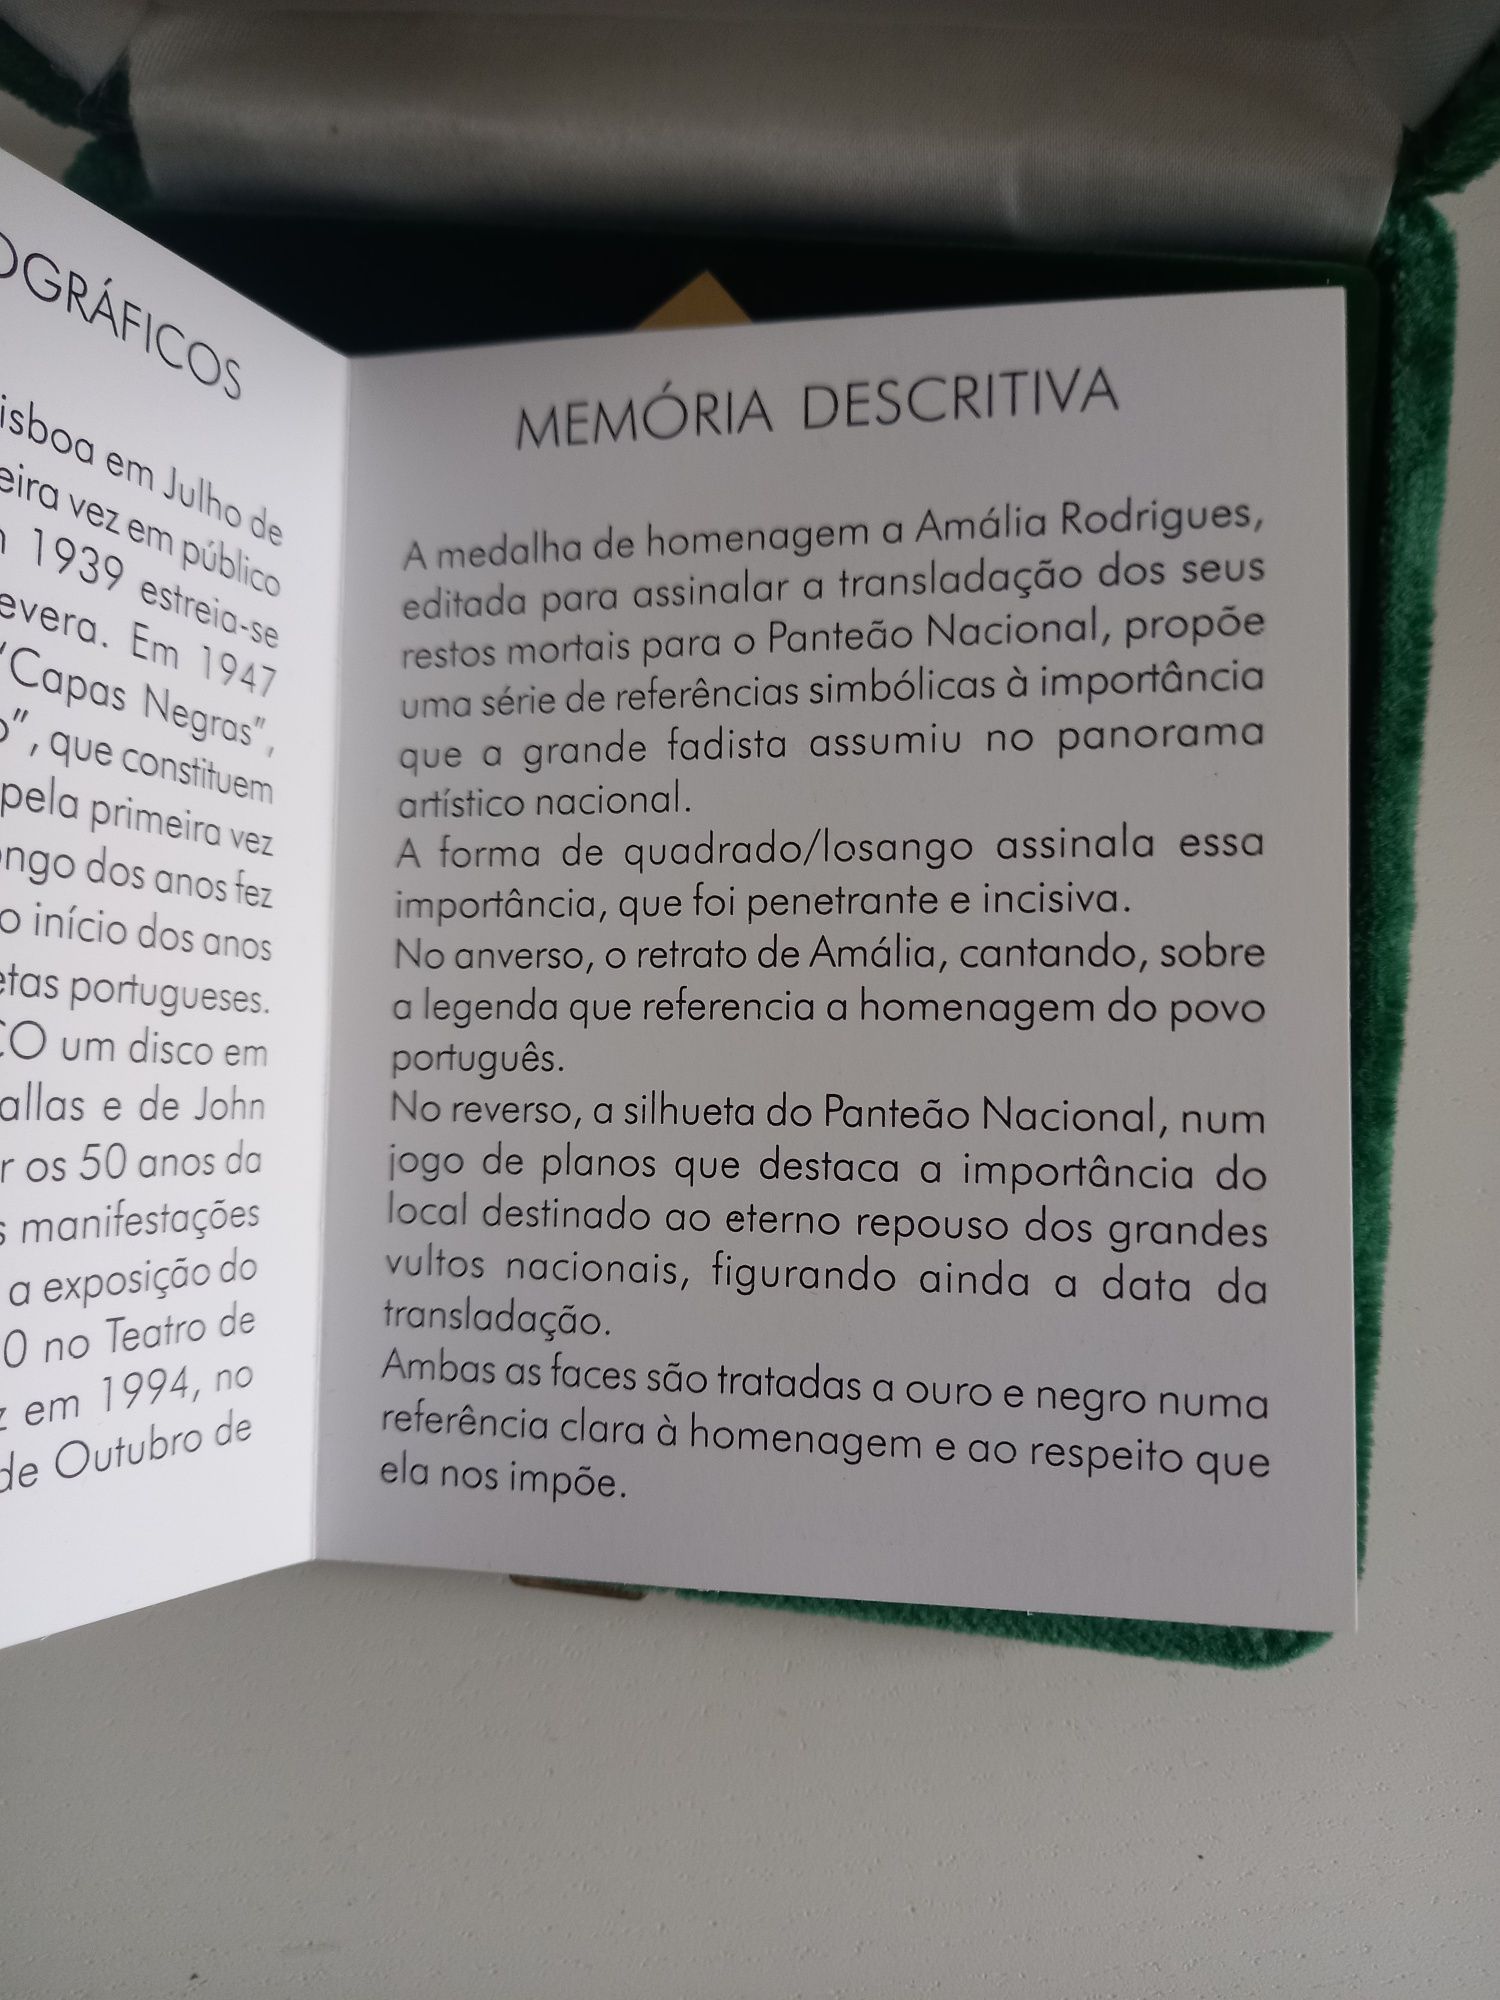 OGRÁFICOS
isboa em Julho de
eira vez em público
1939 estreia-se
evera. Em 1947
"Capas Negras",
o", que constituem
pela primeira vez
ongo dos anos fez
o início dos anos
etas portugueses.
CO um disco em
allas e de John
r os 50 anos da
s manifestações
a exposição do
0 no Teatro de
z em 1994, no
de Outubro de
MEMÓRIA DESCRITIVA
A medalha de homenagem a Amália Rodrigues,
editada para assinalar a transladação dos seus
restos mortais para o Panteão Nacional, propõe
uma série de referências simbólicas à importância
que a grande fadista assumiu no panorama
artístico nacional.
A forma de quadrado/losango assinala essa
importância, que foi penetrante e incisiva.
No anverso, o retrato de Amália, cantando, sobre
a legenda que referencia a homenagem do povo
português.
No reverso, a silhueta do Panteão Nacional, num
jogo de planos que destaca a importância do
local destinado ao eterno repouso dos grandes
vultos nacionais, figurando ainda a data da
transladação.
Ambas as faces são tratadas a ouro e negro numa
referência clara à homenagem e ao respeito que
ela nos impõe.